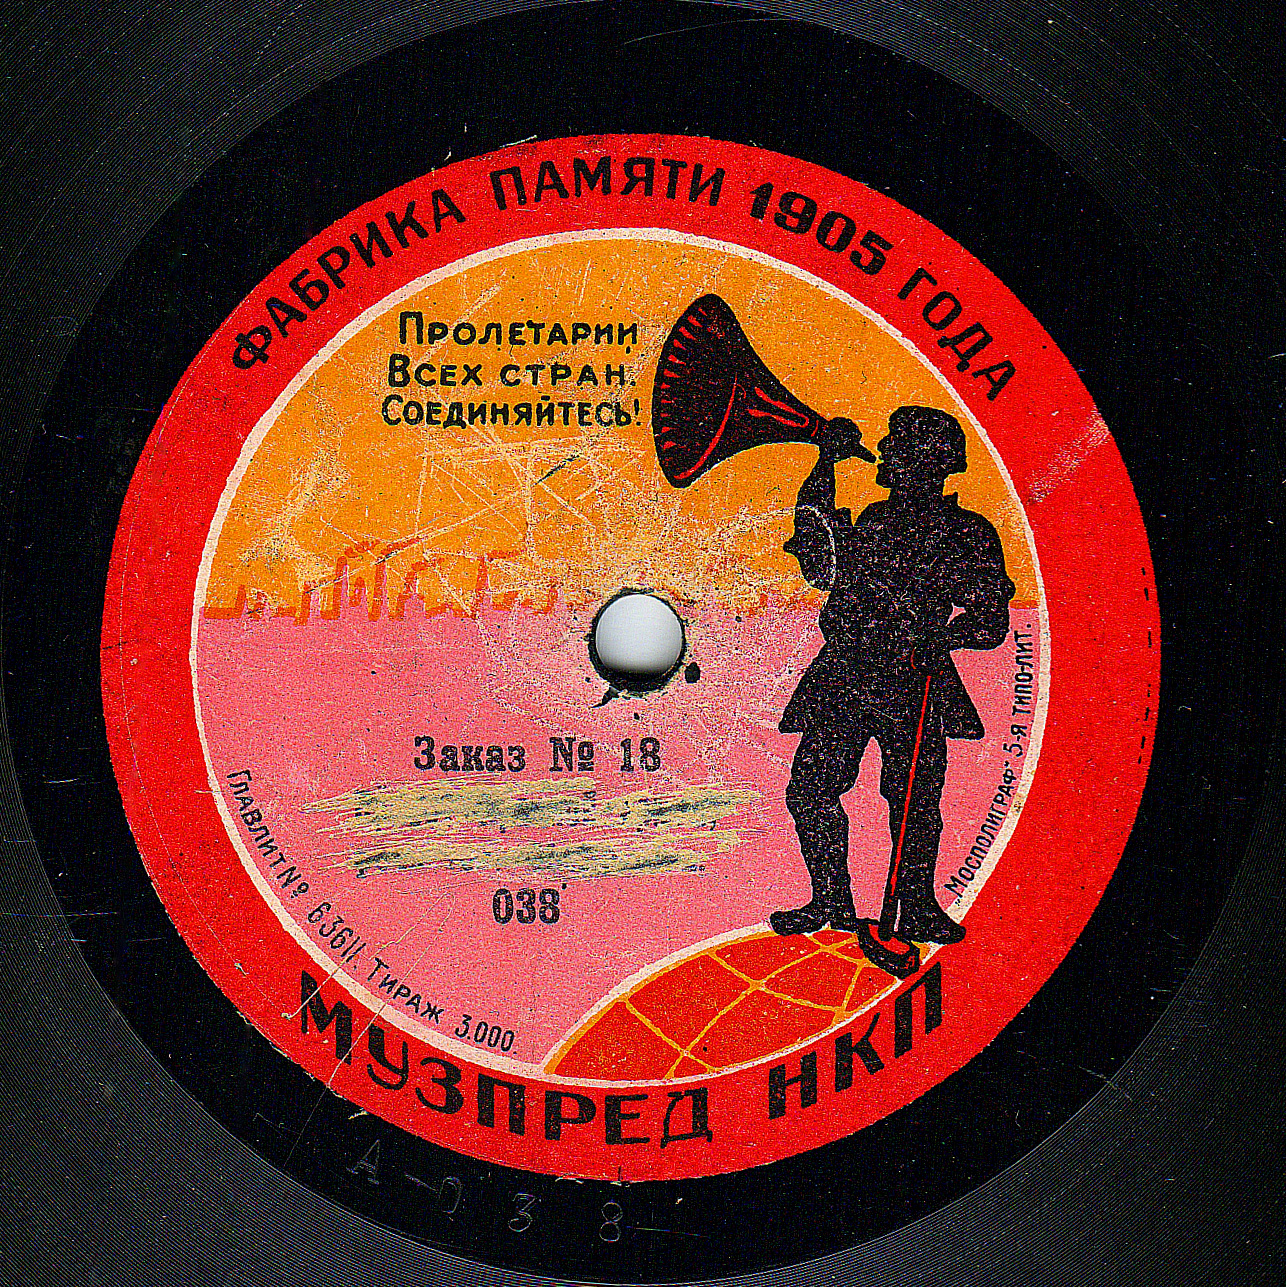 ФАБРИКА ПАМЯТИ 1905 ГОДА
ПРОЛЕТАРИИ
ВСЕХ СТРАН.
СОЕДИНЯЙТЕСЬ!
Заказ № 18
038
ГЛАВЛИТ № 63611. ТИРАЖ 3.000.
„МОСПОЛИГРАФ" 5-Я ТИПО-ЛИТ.
МУЗПРЕД НКП
А-038